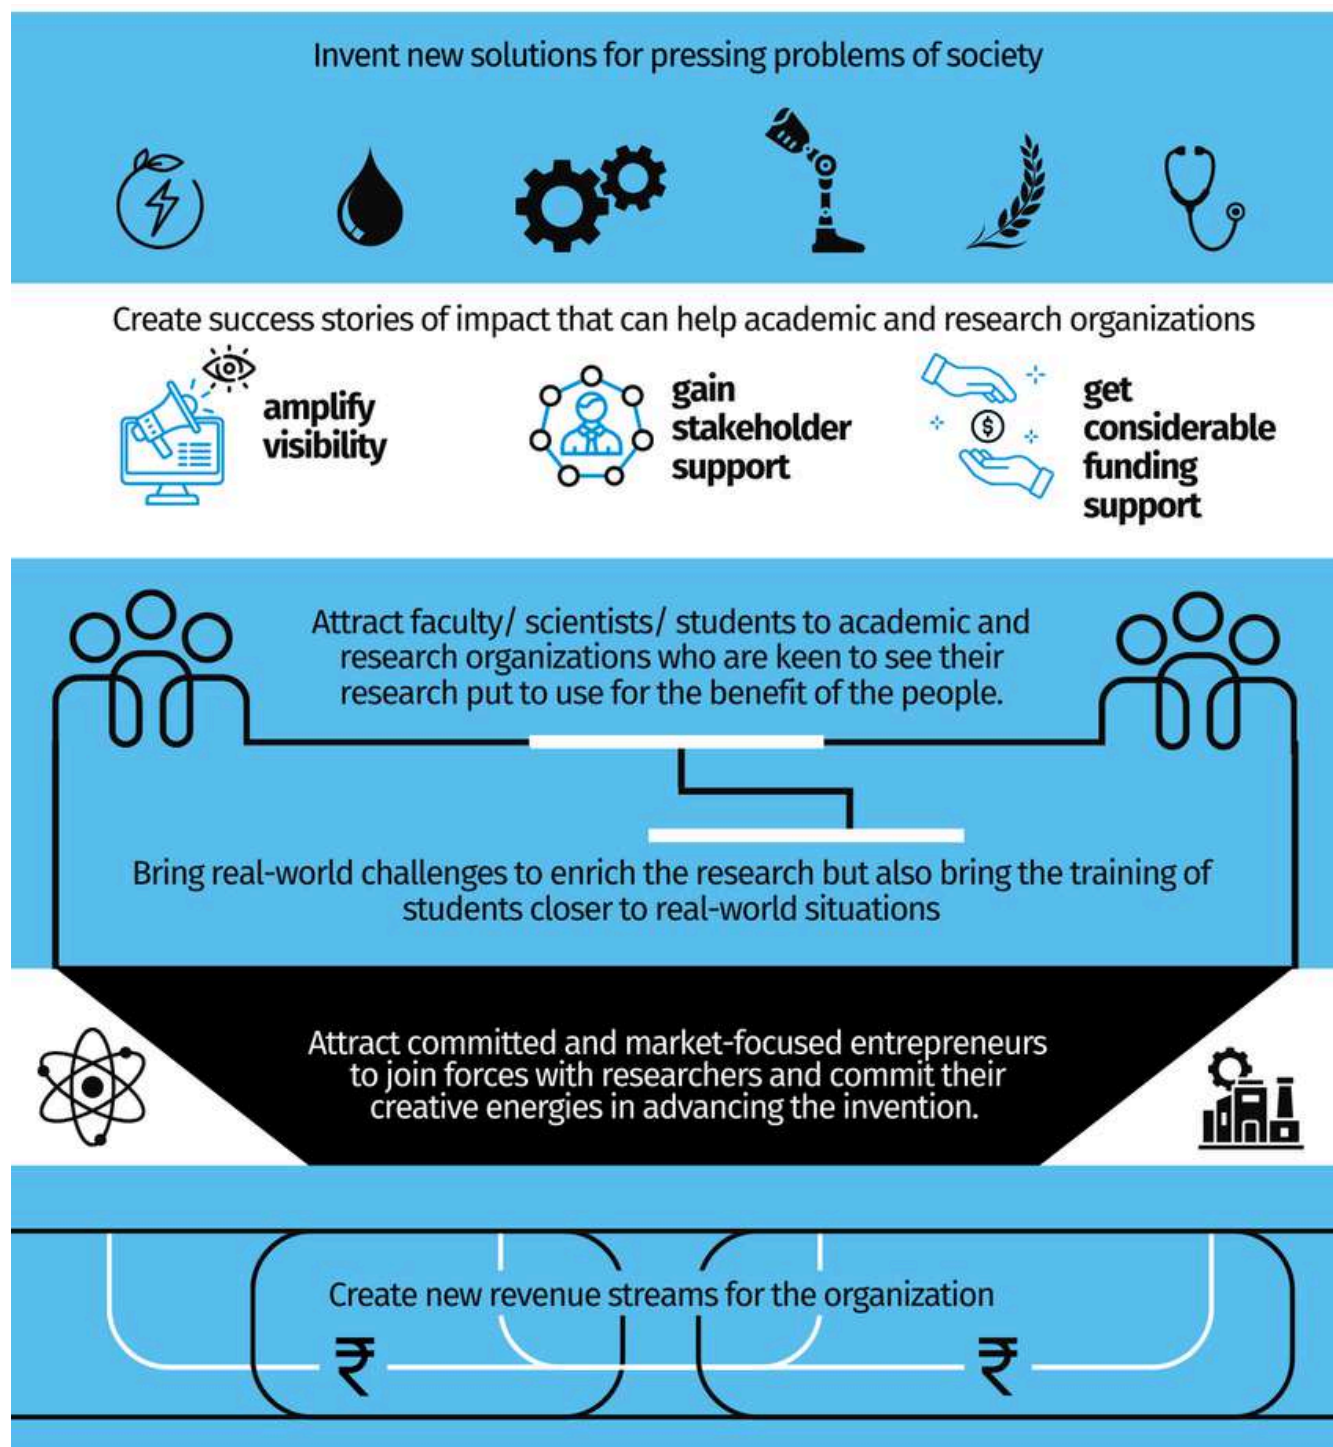 Invent new solutions for pressing problems of society
Create success stories of impact that can help academic and research organizations
amplify
visibility
gain
stakeholder
support
$
get
considerable
funding
support
Attract faculty/ scientists/ students to academic and
research organizations who are keen to see their
research put to use for the benefit of the people.
Bring real-world challenges to enrich the research but also bring the training of
students closer to real-world situations
Attract committed and market-focused entrepreneurs
to join forces with researchers and commit their
creative energies in advancing the invention.
Create new revenue streams for the organization
₹ ₹